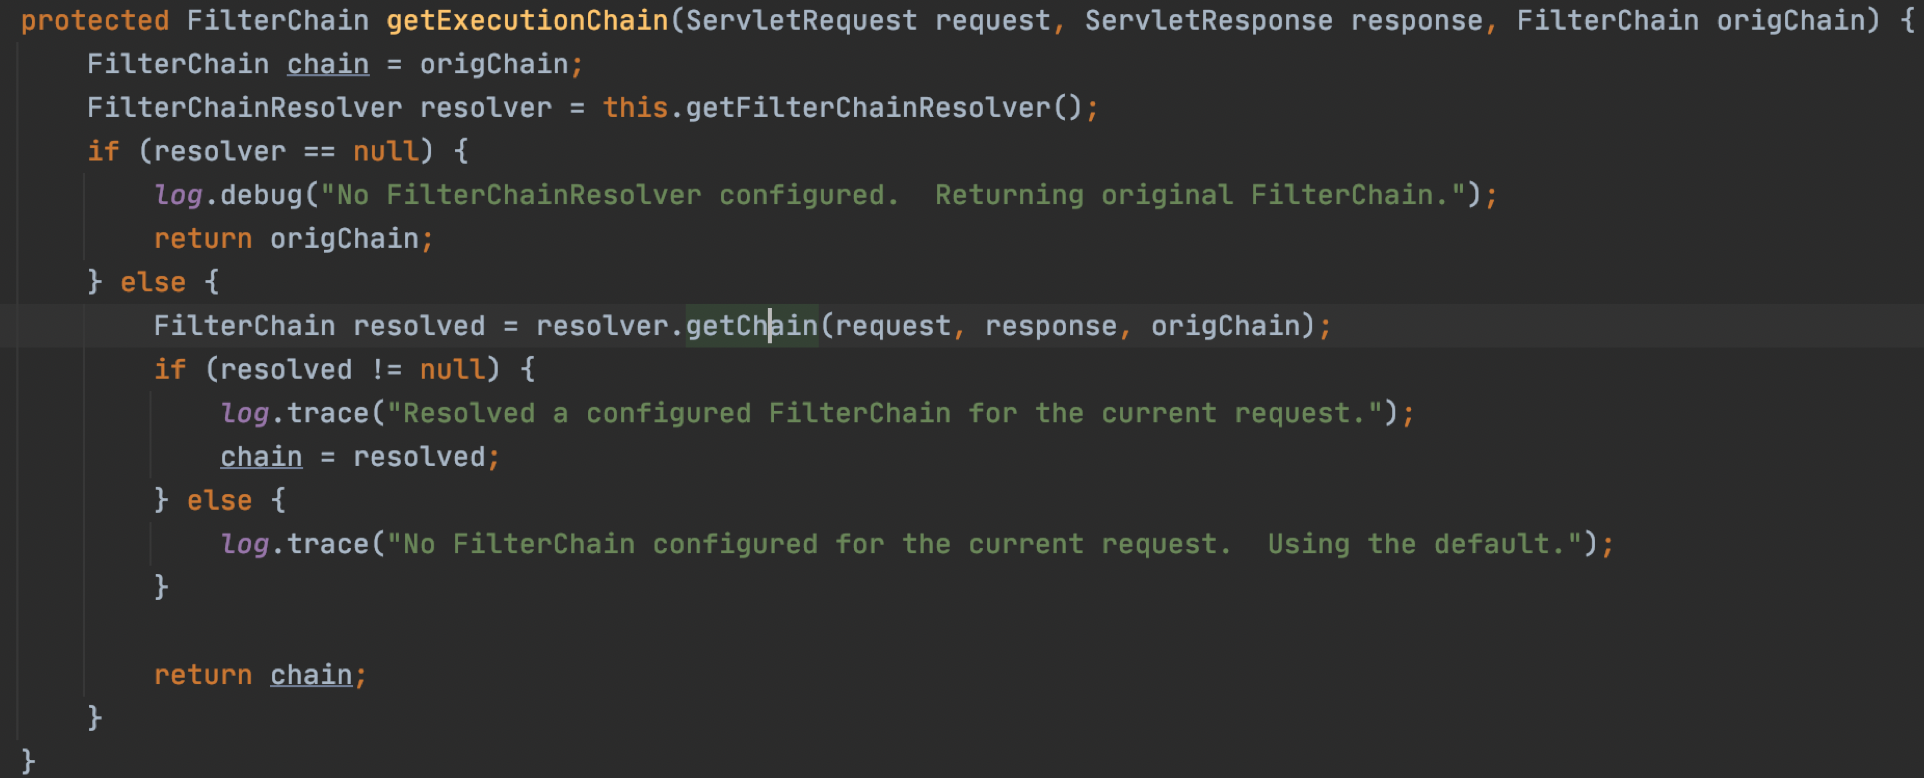 protected FilterChain getExecutionChain(ServletRequest request, ServletResponse response, FilterChain origChain) {
    FilterChain chain = origChain;
    FilterChainResolver resolver = this.getFilterChainResolver();
    if (resolver == null) {
        log.debug("No FilterChainResolver configured.  Returning original FilterChain.");
        return origChain;
    } else {
        FilterChain resolved = resolver.getChain(request, response, origChain);
        if (resolved != null) {
            log.trace("Resolved a configured FilterChain for the current request.");
            chain = resolved;
        } else {
            log.trace("No FilterChain configured for the current request.  Using the default.");
        }

        return chain;
    }
}